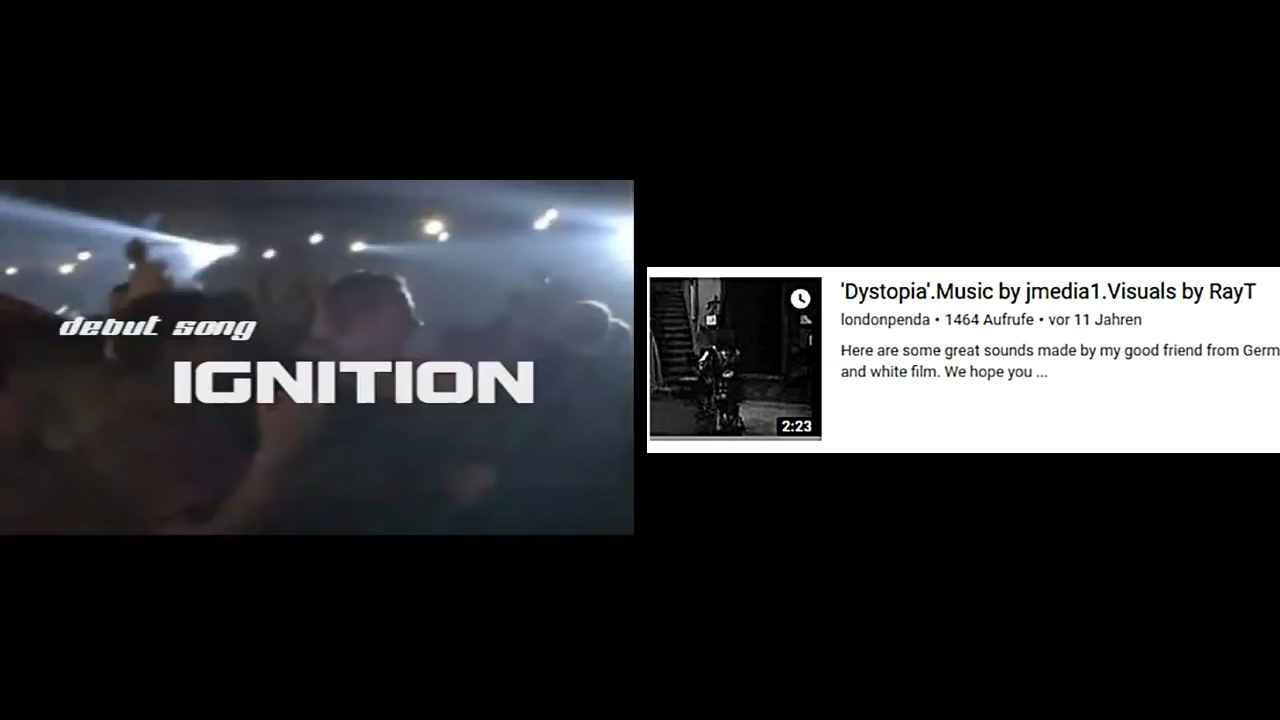 debut song
IGNITION
'Dystopia'.Music by jmedia1.Visuals by RayT
londonpenda • 1464 Aufrufe • vor 11 Jahren
Here are some great sounds made by my good friend from Germ
and white film. We hope you ...
2:23